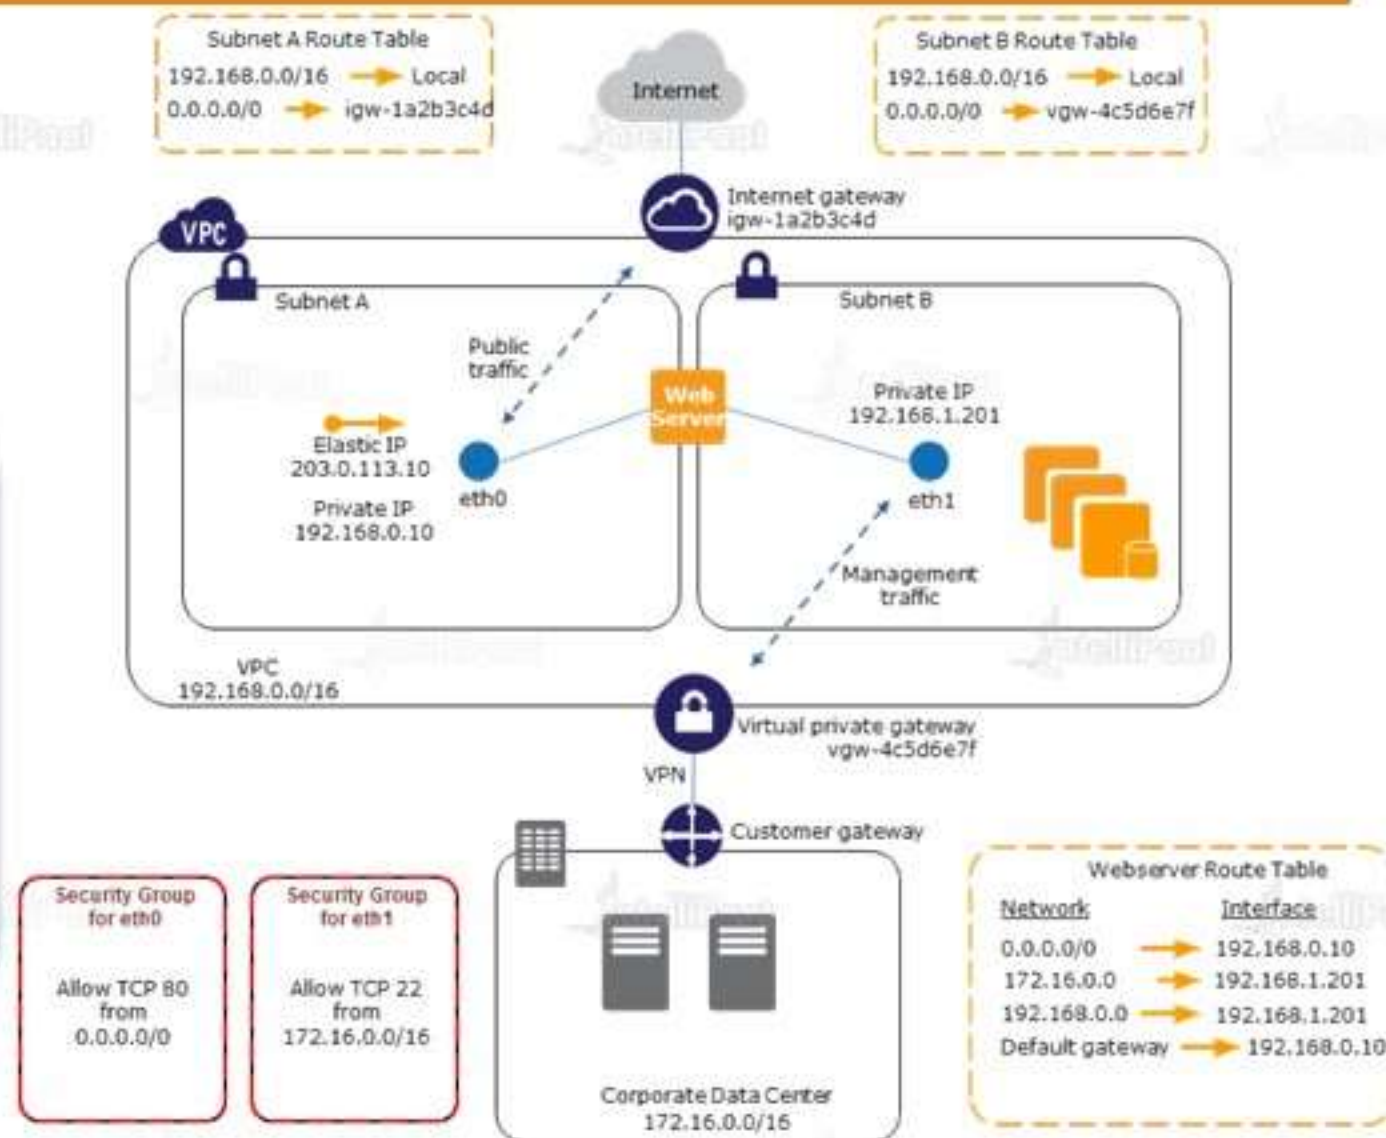 Subnet A Route Table
192.168.0.0/16 Local
0.0.0.0/0 igw-1a2b3c4d
Internet
Subnet B Route Table
192.168.0.0/16 Local
0.0.0.0/0 vgw-4c5d6e7f
Internet gateway
igw-1a2b3c4d
VPC
Subnet A
Subnet B
Public
traffic
Web
Server
Private IP
192.168.1.201
Elastic IP
203.0.113.10
eth0
Private IP
192.168.0.10
eth1
Management
traffic
VPC
192.168.0.0/16
Virtual private gateway
vgw-4c5d6e7f
VPN
Customer gateway
Security Group
for eth0
Allow TCP 80
from
0.0.0.0/0
Security Group
for eth1
Allow TCP 22
from
172.16.0.0/16
Corporate Data Center
172.16.0.0/16
Webserver Route Table
Network Interface
0.0.0.0/0 192.168.0.10
172.16.0.0 192.168.1.201
192.168.0.0 192.168.1.201
Default gateway 192.168.0.10